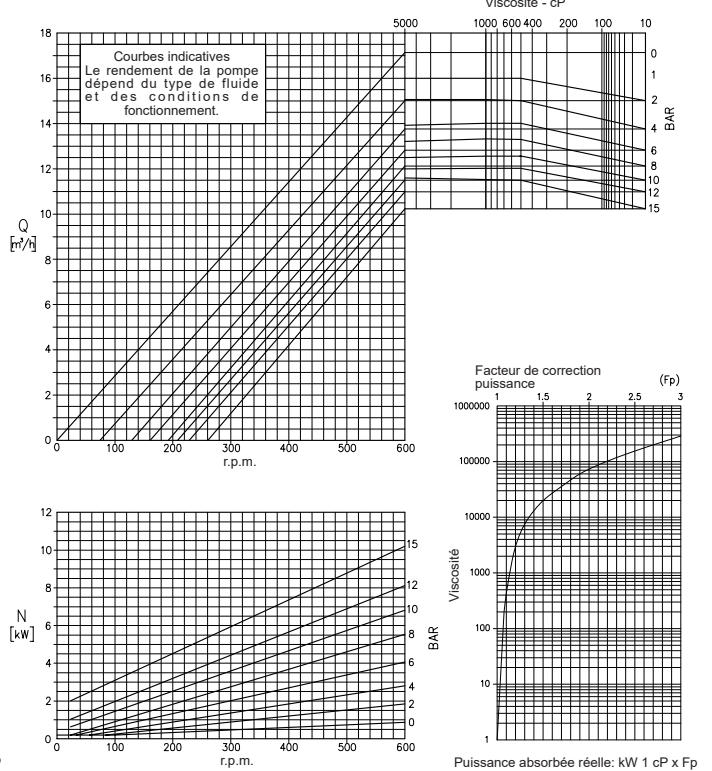 Viscosité - cP
5000 1000 600 400 200 100 10
18
16
14
12
10
8
6
4
2
0
Q
[m³/h]
Courbes indicatives
Le rendement de la pompe
dépend du type de fluide
et des conditions de
fonctionnement.
0
1
2
4
6
8
10
12
15
BAR
0 100 200 300 400 500 600
r.p.m.
12
10
8
6
4
2
0
N
[kW]
15
12
10
8
6
4
2
0
BAR
0 100 200 300 400 500 600
r.p.m.
Facteur de correction
puissance
(Fp)
1 1.5 2 2.5 3
1000000
100000
10000
1000
100
10
1
Viscosité
Puissance absorbée réelle: kW 1 cP x Fp